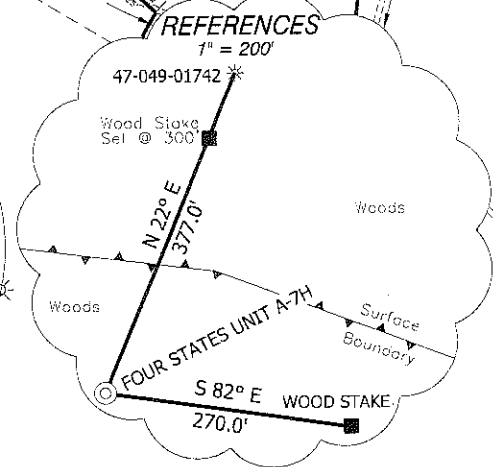 REFERENCES
1" = 200'
47-049-01742
Wood Stake
Set @ 300'
N 22° E
377.0'
Woods
Woods
Surface
Boundary
FOUR STATES UNIT A-7H
S 82° E
270.0'
WOOD STAKE